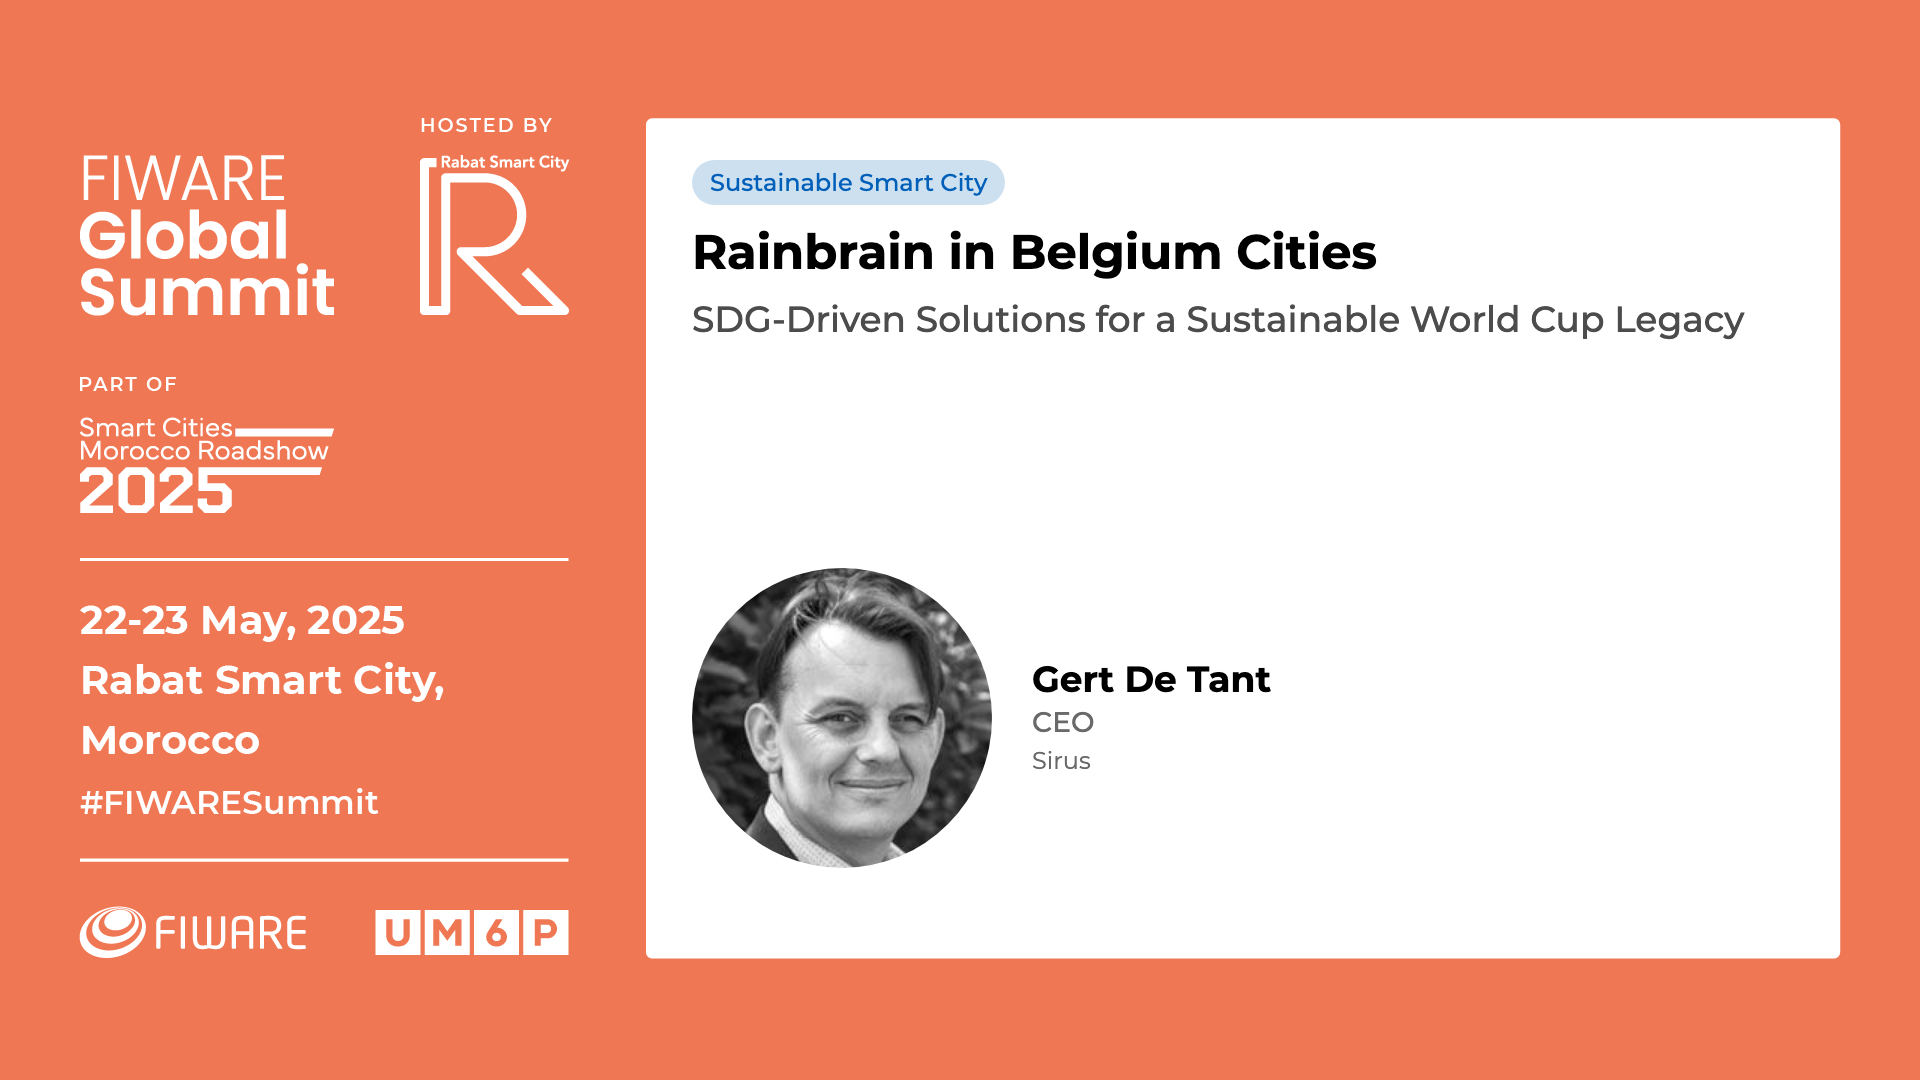 HOSTED BY
FIWARE
Global
Summit
Rabat Smart City
R
PART OF
Smart Cities
Morocco Roadshow
2025
22-23 May, 2025
Rabat Smart City,
Morocco
#FIWARESummit
FIWARE
UM6P
Sustainable Smart City
Rainbrain in Belgium Cities
SDG-Driven Solutions for a Sustainable World Cup Legacy
Gert De Tant
CEO
Sirus